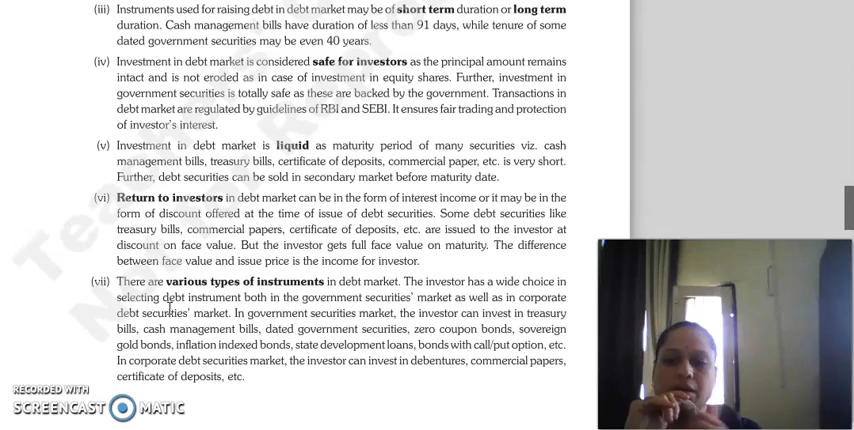 (iii) Instruments used for raising debt in debt market may be of short term duration or long term
duration. Cash management bills have duration of less than 91 days, while tenure of some
dated government securities may be even 40 years.
(iv) Investment in debt market is considered safe for investors as the principal amount remains
intact and is not eroded as in case of investment in equity shares. Further, investment in
government securities is totally safe as these are backed by the government. Transactions in
debt market are regulated by guidelines of RBI and SEBI. It ensures fair trading and protection
of investor's interest.
(v) Investment in debt market is liquid as maturity period of many securities viz. cash
management bills, treasury bills, certificate of deposits, commercial paper, etc. is very short.
Further, debt securities can be sold in secondary market before maturity date.
(vi) Return to investors in debt market can be in the form of interest income or it may be in the
form of discount offered at the time of issue of debt securities. Some debt securities like
treasury bills, commercial papers, certificate of deposits, etc. are issued to the investor at
discount on face value. But the investor gets full face value on maturity. The difference
between face value and issue price is the income for investor.
(vii) There are various types of instruments in debt market. The investor has a wide choice in
selecting debt instrument both in the government securities' market as well as in corporate
debt securities' market. In government securities market, the investor can invest in treasury
bills, cash management bills, dated government securities, zero coupon bonds, sovereign
gold bonds, inflation indexed bonds, state development loans, bonds with call/put option, etc.
In corporate debt securities market, the investor can invest in debentures, commercial papers,
certificate of deposits, etc.
RECORDED WITH
SCREENCAST MATIC